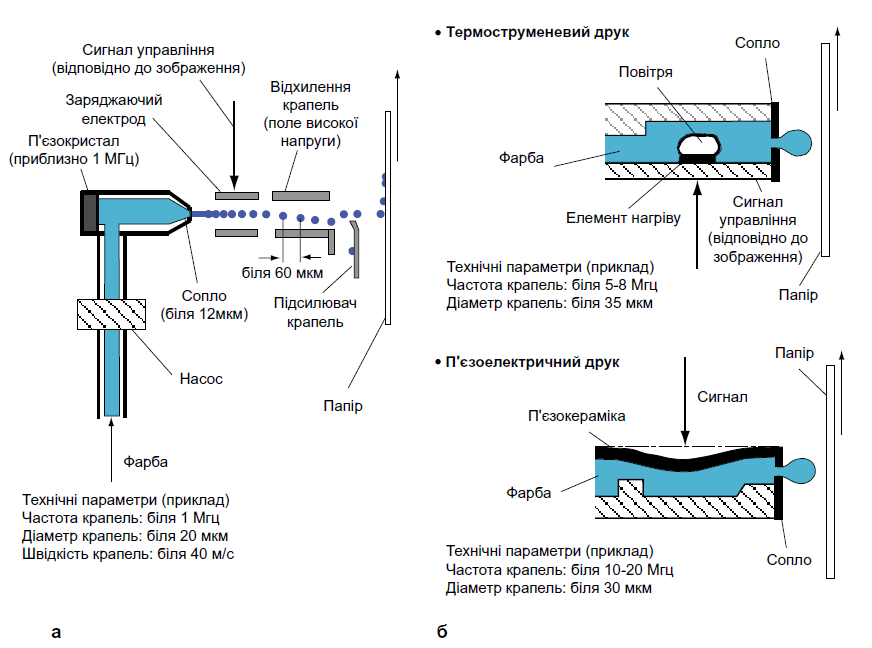 Сигнал управління
(відповідно до зображення)
Заряджаючий
електрод
П'єзокристал
(приблизно 1 МГц)
Відхилення
крапель
(поле високої
напруги)
біля 60 мкм
Сопло
(біля 12мкм)
Підсилювач
крапель
Насос
Папір
Фарба
Технічні параметри (приклад)
Частота крапель: біля 1 Мгц
Діаметр крапель: біля 20 мкм
Швідкість крапель: біля 40 м/с
а
• Термоструменевий друк
Сопло
Повітря
Фарба
Елемент нагріву
Сигнал
управління
(відповідно до
зображення)
Папір
Технічні параметри (приклад)
Частота крапель: біля 5-8 Мгц
Діаметр крапель: біля 35 мкм
• П'єзоелектричний друк
Папір
Сигнал
П'єзокераміка
Фарба
Сопло
Технічні параметри (приклад)
Частота крапель: біля 10-20 Мгц
Діаметр крапель: біля 30 мкм
б